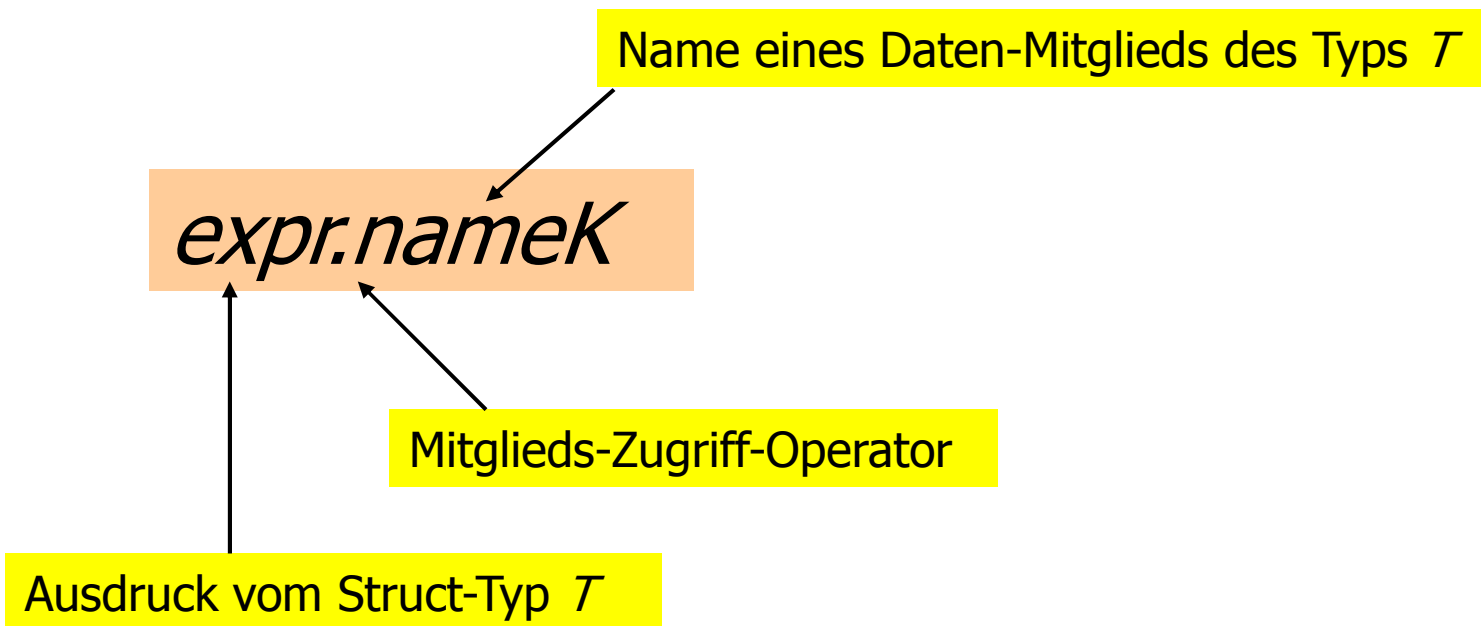 Name eines Daten-Mitglieds des Typs T
expr.nameK
Mitglieds-Zugriff-Operator
Ausdruck vom Struct-Typ T